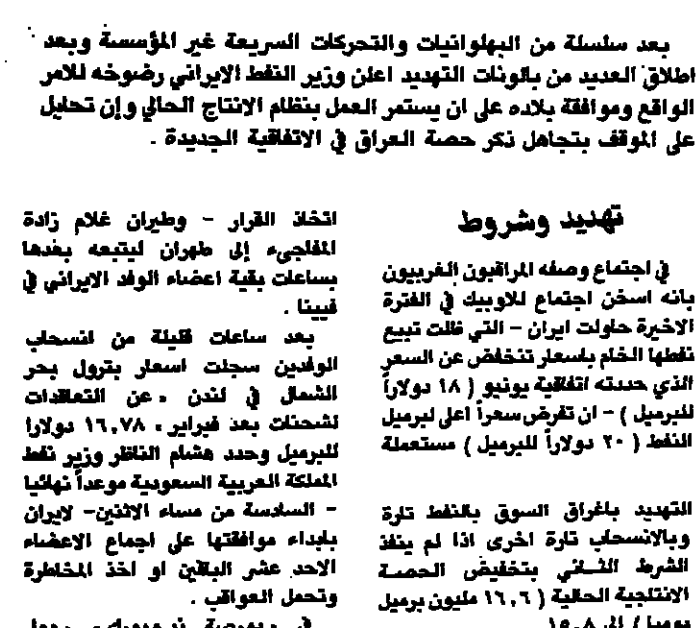 بعد سلسلة من البهلوانيات والتحركات السريعة غير المؤسسة وبعد
اطلاق العديد من بالونات التهديد اعلن وزير النفط الايراني رضوخه للامر
الواقع وموافقة بلاده على ان يستمر العمل بنظام الانتاج الحالي وإن تحايل
على الموقف بتجاهل ذكر حصة العراق في الاتفاقية الجديدة .
تهديد وشروط
في اجتماع وصفه المراقبون الغربيون
بانه اسخن اجتماع للاوبيك في الفترة
الاخيرة حاولت ايران – التي ظلت تبيع
نفطها الخام باسعار تنخفض عن السعر
الذي حددته اتفاقية يونيو ( ١٨ دولاراً
للبرميل ) – ان تفرض سعراً اعلى لبرميل
النفط ( ٢٠ دولاراً للبرميل ) مستعملة
التهديد باغراق السوق بالنفط تارة
وبالانسحاب تارة اخرى اذا لم ينفذ
الشرط الثاني بتخفيض الحصة
الانتاجية الحالية ( ١٦,٦ مليون برميل
يوميا ) الى ١٥,٨
اتخاذ القرار – وطيران غلام زادة
المفاجىء إلى طهران ليتبعه بعدها
بساعات بقية اعضاء الوفد الايراني في
فيينا .
بعد ساعات قليلة من انسحاب
الوفدين سجلت اسعار بترول بحر
الشمال في لندن ، عن التعاقدات
لشحنات بعد فبراير ، ١٦,٧٨ دولارا
للبرميل وحدد هشام الناظر وزير نفط
المملكة العربية السعودية موعداً نهائيا
– السادسة من مساء الاثنين– لايران
بابداء موافقتها على اجماع الاعضاء
الاحد عشر الباقين او اخذ المخاطرة
وتحمل العواقب .
في